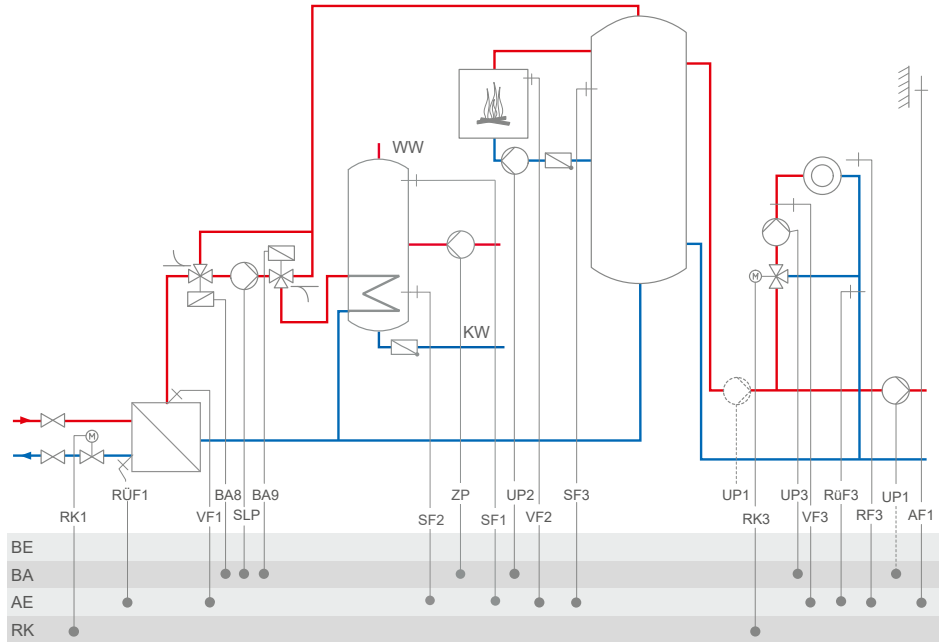 WW
KW
M
M
RÜF1
BA8
BA9
ZP
UP2
SF3
UP1
UP3
RüF3
UP1
RK1
VF1
SLP
SF2
SF1
VF2
RK3
VF3
RF3
AF1
BE
BA
AE
RK